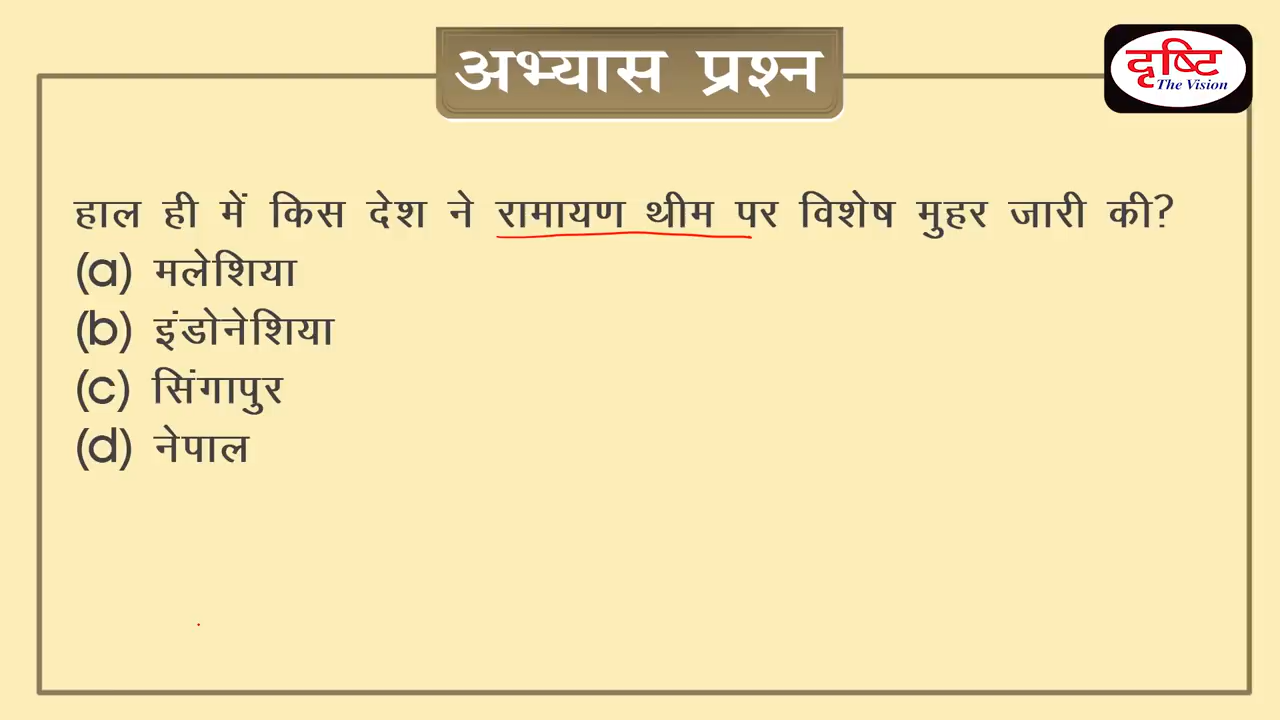 अभ्यास प्रश्न
दृष्टि
The Vision
हाल ही में किस देश ने रामायण थीम पर विशेष मुहर जारी की?
(a) मलेशिया
(b) इंडोनेशिया
(c) सिंगापुर
(d) नेपाल